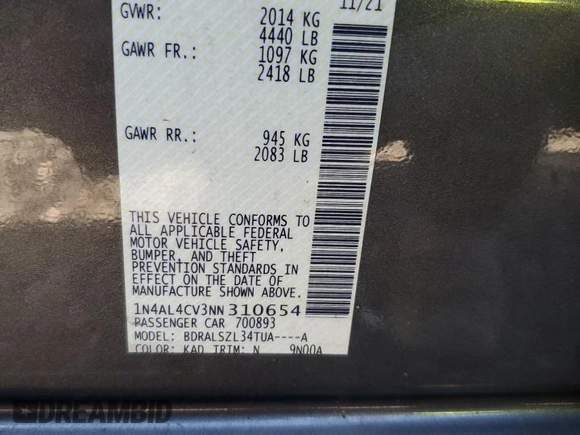 11/21
GVWR: 2014 KG
4440 LB
GAWR FR.: 1097 KG
2418 LB
GAWR RR.: 945 KG
2083 LB
THIS VEHICLE CONFORMS TO
ALL APPLICABLE FEDERAL
MOTOR VEHICLE SAFETY,
BUMPER, AND THEFT
PREVENTION STANDARDS IN
EFFECT ON THE DATE OF
MANUFACTURE SHOWN ABOVE.
1N4AL4CV3NN310654
PASSENGER CAR 700893
MODEL: BDRALSZL34TUA----A
COLOR: KAD TRIM: N 9N00A
DREAMBID